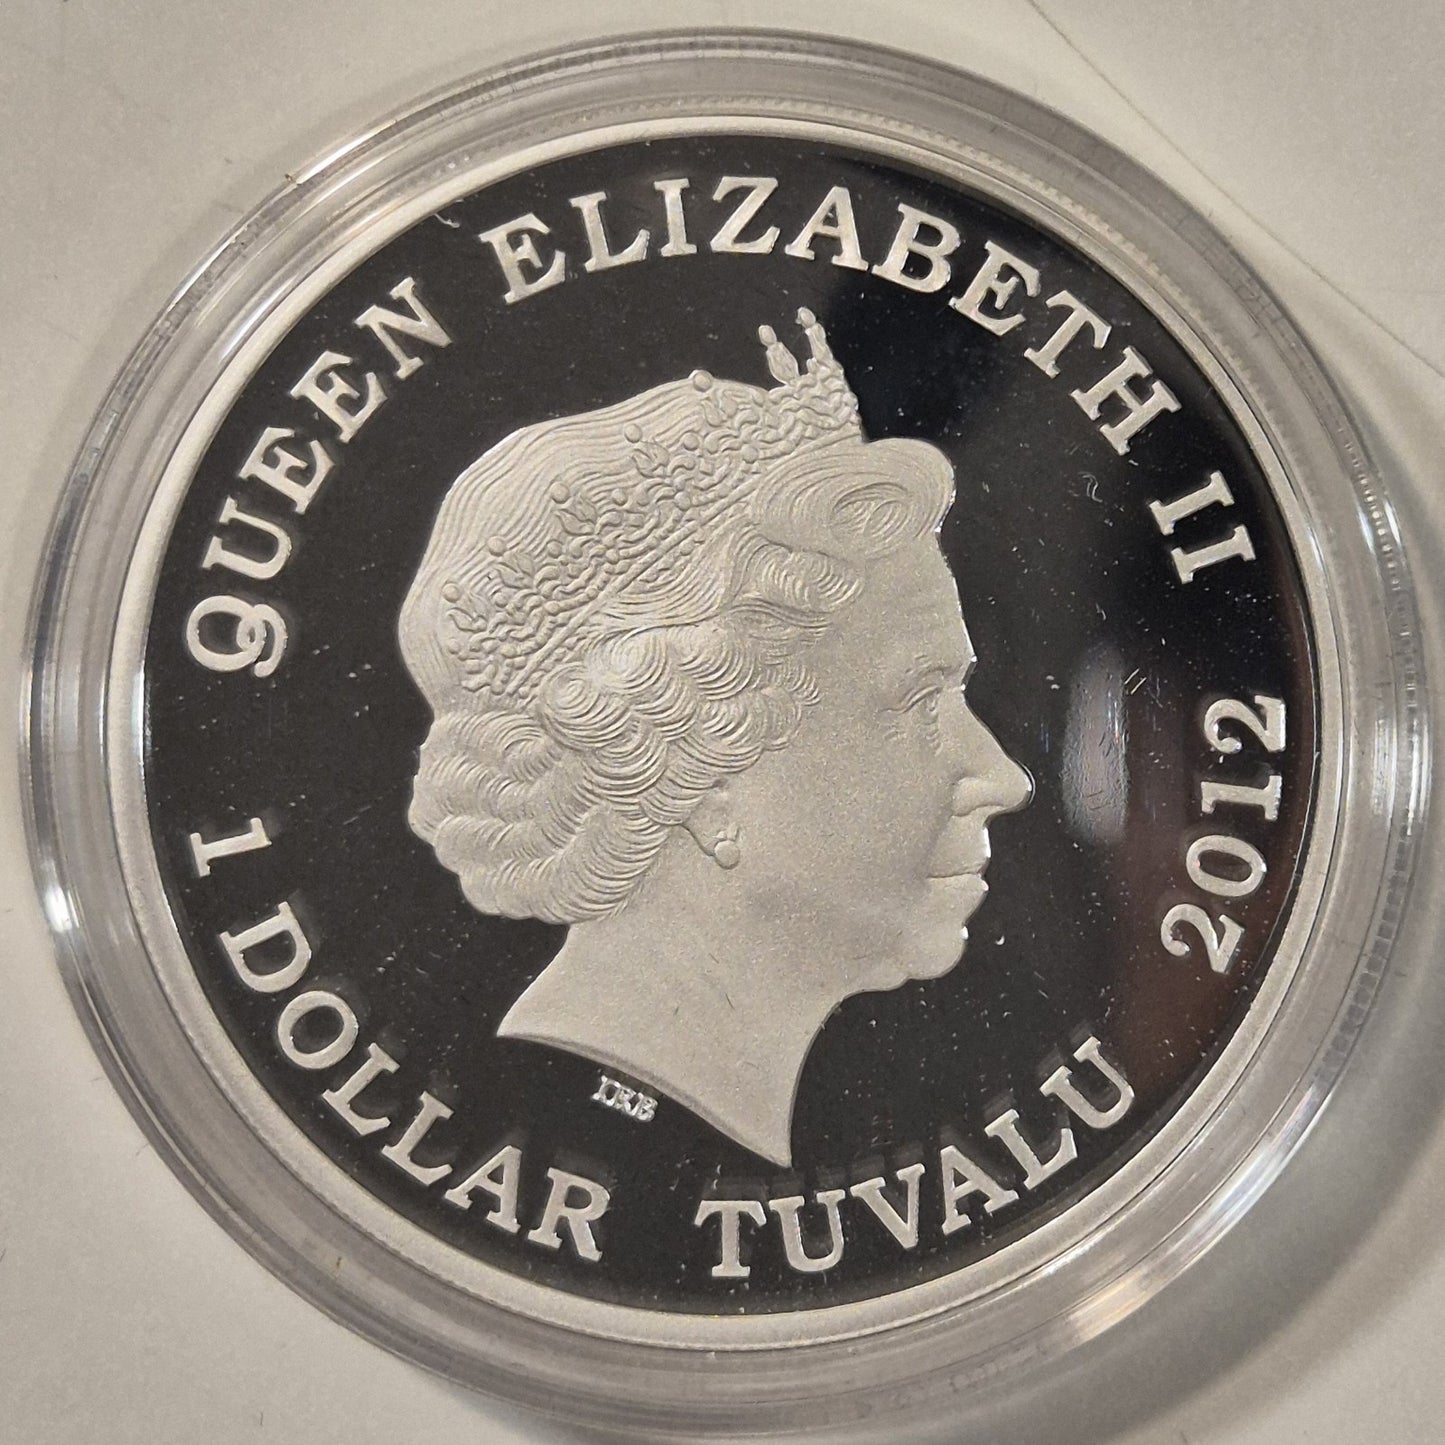 QUEEN ELIZABETH II 2012
1 DOLLAR TUVALU
IRB